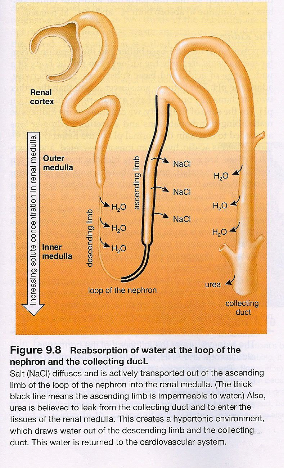 Renal
cortex
Outer
medulla
Inner
medulla
Increasing solute concentration in renal medulla
descending limb
H₂O
H₂O
H₂O
ascending limb
NaCl
NaCl
NaCl
H₂O
H₂O
H₂O
urea
loop of the nephron
collecting
duct
Figure 9.8 Reabsorption of water at the loop of the
nephron and the collecting duct.
Salt (NaCl) diffuses and is actively transported out of the ascending
limb of the loop of the nephron into the renal medulla. (The thick
black line means the ascending limb is impermeable to water.) Also,
urea is believed to leak from the collecting duct and to enter the
tissues of the renal medulla. This creates a hypertonic environment,
which draws water out of the descending limb and the collecting
duct. This water is returned to the cardiovascular system.